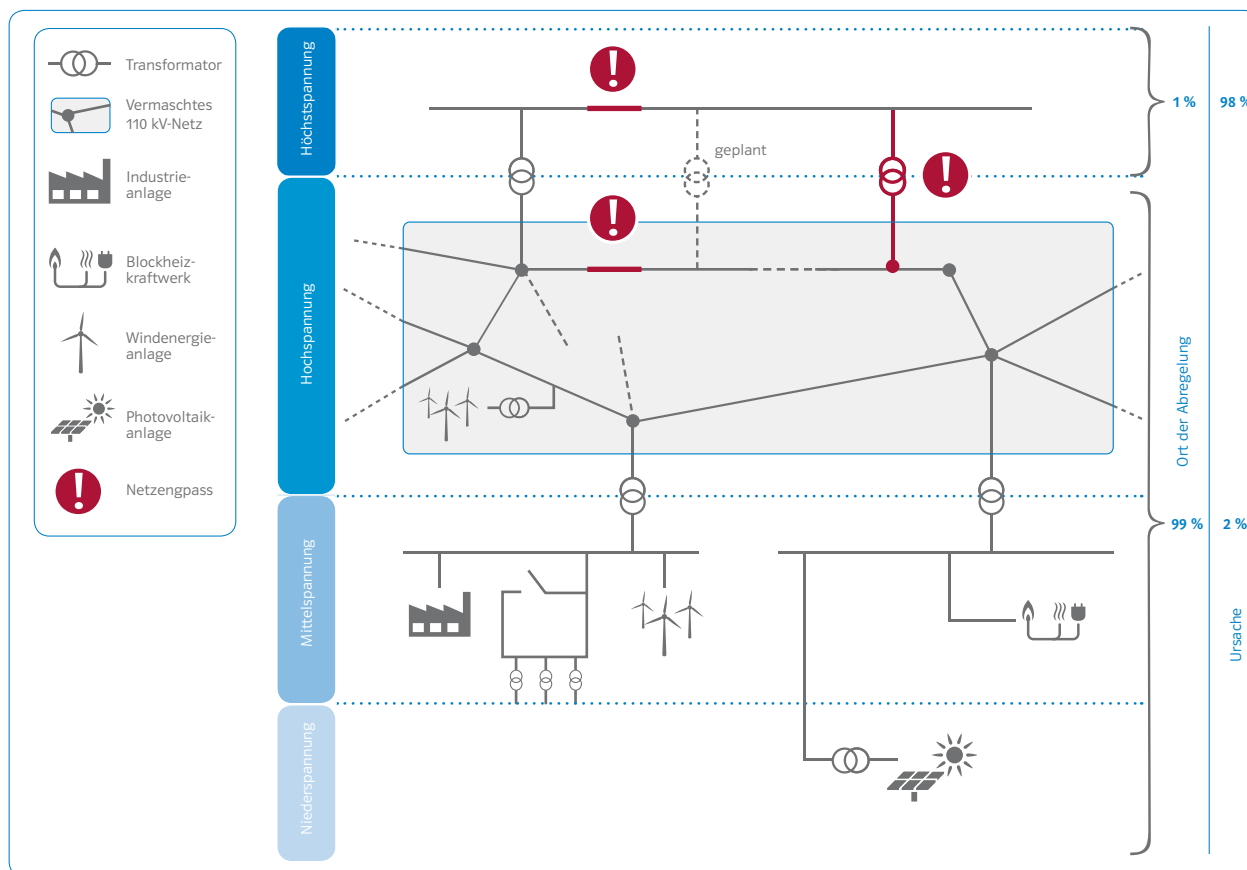 Transformator
Vermaschtes
110 kV-Netz
Industrie-
anlage
Blockheiz-
kraftwerk
Windenergie-
anlage
Photovoltaik-
anlage
Netzengpass
Höchstspannung
Hochspannung
Mittelspannung
Niederspannung
geplant
1 %
98 %
Ort der Abregelung
99 %
2 %
Ursache